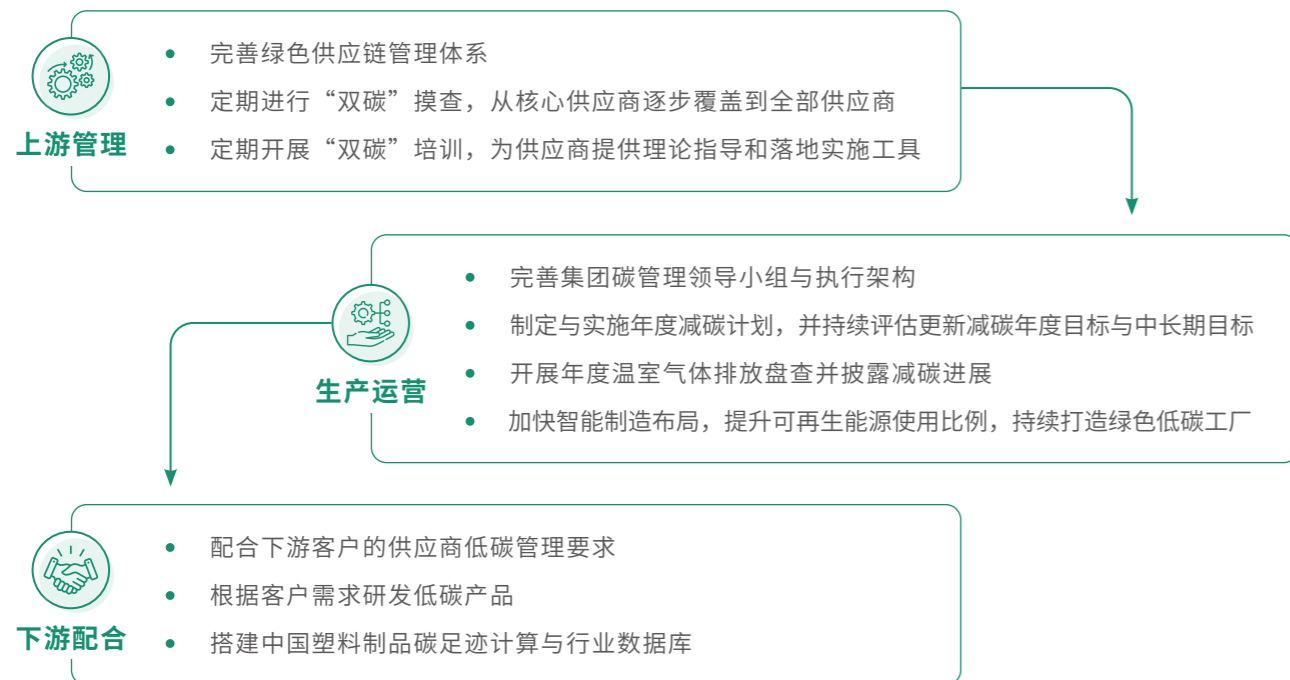 上游管理
完善绿色供应链管理体系
定期进行“双碳”摸查，从核心供应商逐步覆盖到全部供应商
定期开展“双碳”培训，为供应商提供理论指导和落地实施工具
生产运营
完善集团碳管理领导小组与执行架构
制定与实施年度减碳计划，并持续评估更新减碳年度目标与中长期目标
开展年度温室气体排放盘查并披露减碳进展
加快智能制造布局，提升可再生能源使用比例，持续打造绿色低碳工厂
下游配合
配合下游客户的供应商低碳管理要求
根据客户需求研发低碳产品
搭建中国塑料制品碳足迹计算与行业数据库